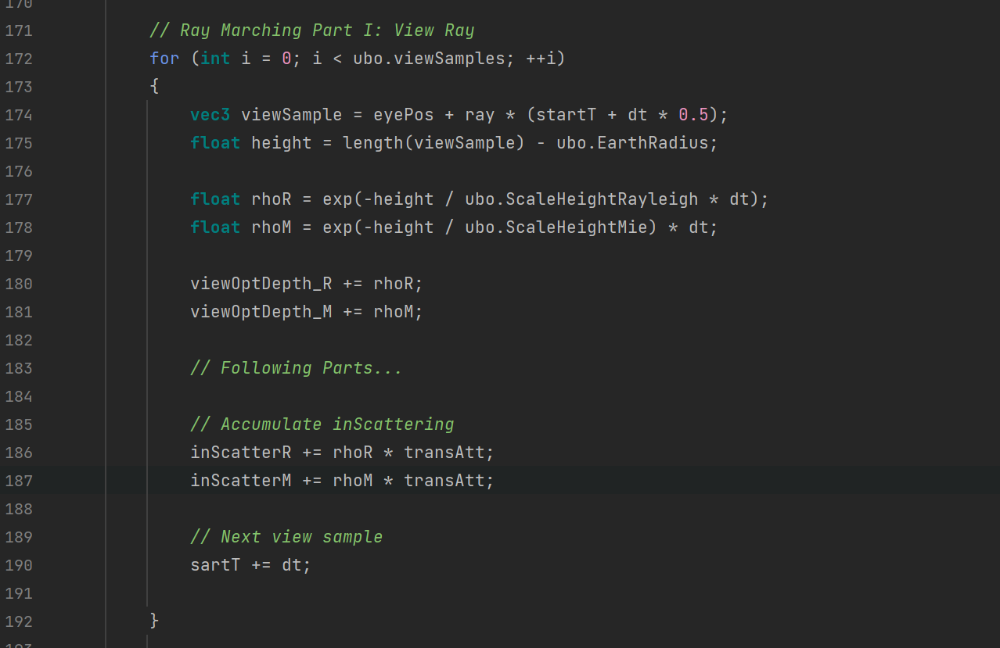 170
171 // Ray Marching Part I: View Ray
172 for (int i = 0; i < ubo.viewSamples; ++i)
173 {
174 vec3 viewSample = eyePos + ray * (startT + dt * 0.5);
175 float height = length(viewSample) - ubo.EarthRadius;
176
177 float rhoR = exp(-height / ubo.ScaleHeightRayleigh * dt);
178 float rhoM = exp(-height / ubo.ScaleHeightMie) * dt;
179
180 viewOptDepth_R += rhoR;
181 viewOptDepth_M += rhoM;
182
183 // Following Parts...
184
185 // Accumulate inScattering
186 inScatterR += rhoR * transAtt;
187 inScatterM += rhoM * transAtt;
188
189 // Next view sample
190 sartT += dt;
191
192 }
193